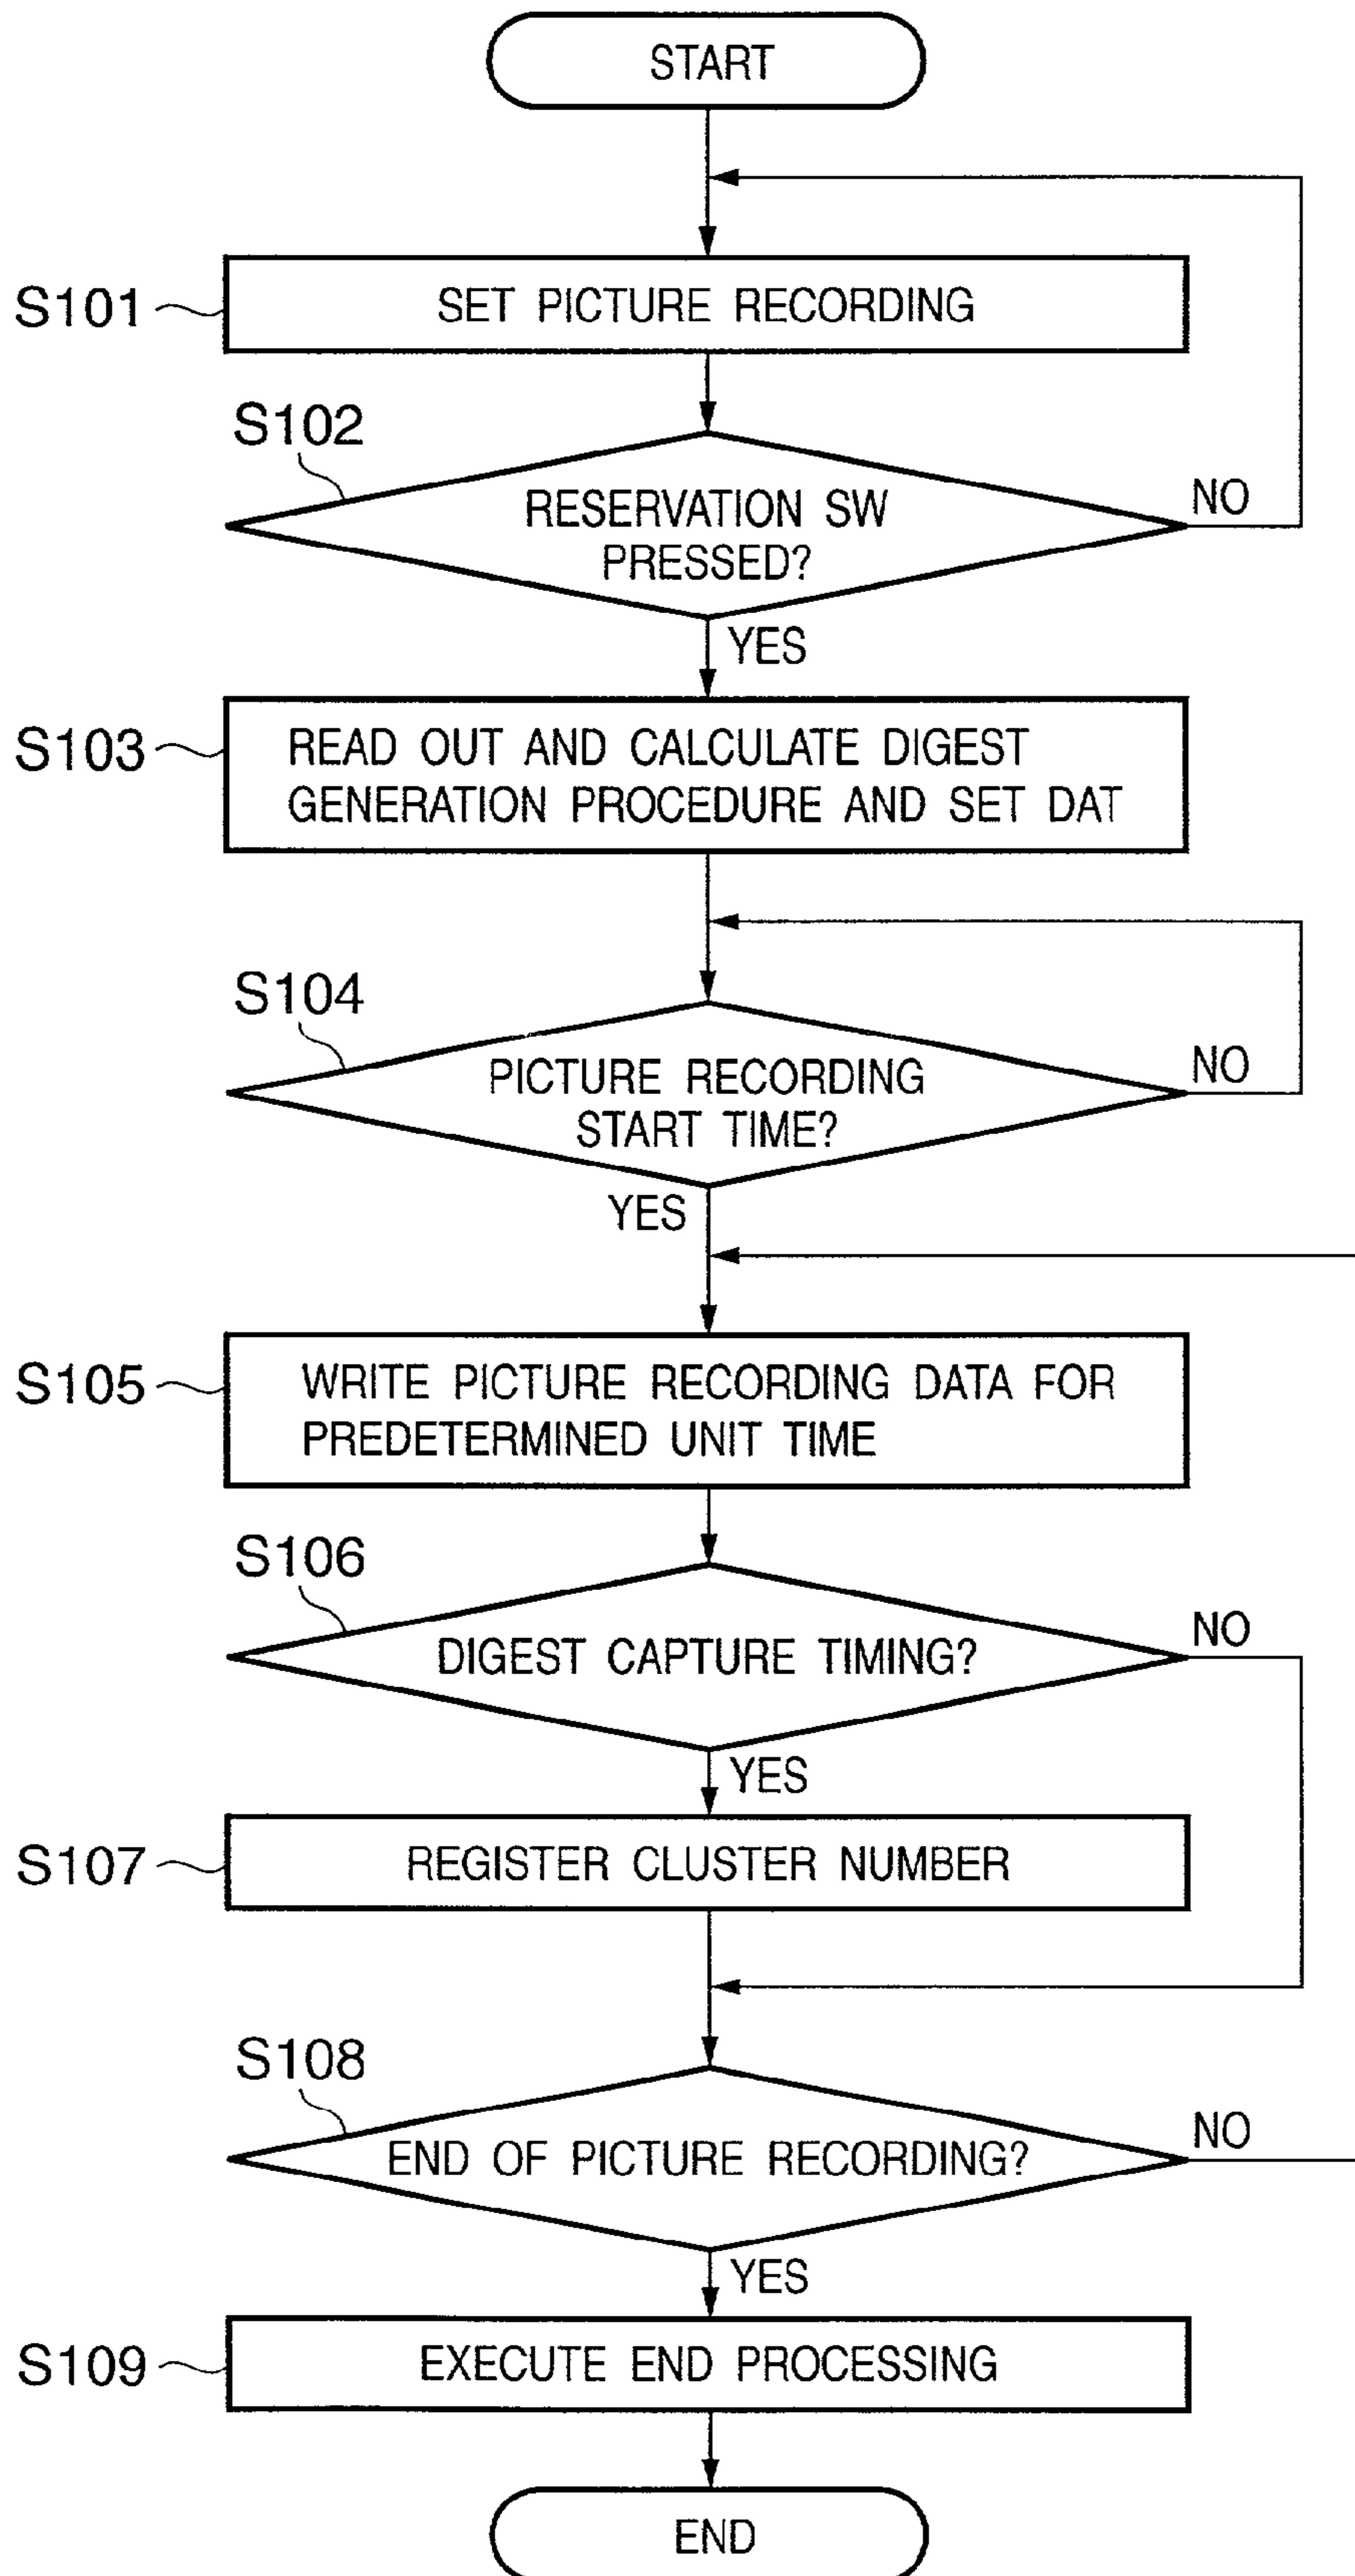 START
S101
SET PICTURE RECORDING
S102
RESERVATION SW
PRESSED?
NO
YES
S103
READ OUT AND CALCULATE DIGEST
GENERATION PROCEDURE AND SET DAT
S104
PICTURE RECORDING
START TIME?
NO
YES
S105
WRITE PICTURE RECORDING DATA FOR
PREDETERMINED UNIT TIME
S106
DIGEST CAPTURE TIMING?
NO
YES
S107
REGISTER CLUSTER NUMBER
S108
END OF PICTURE RECORDING?
NO
YES
S109
EXECUTE END PROCESSING
END